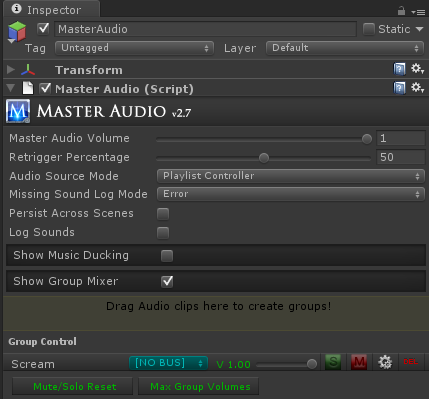 Inspector
MasterAudio
Static
Tag Untagged Layer Default
Transform
Master Audio (Script)
M MASTER AUDIO V2.7
Master Audio Volume 1
Retrigger Percentage 50
Audio Source Mode Playlist Controller
Missing Sound Log Mode Error
Persist Across Scenes
Log Sounds
Show Music Ducking
Show Group Mixer
Drag Audio clips here to create groups!
Group Control
Scream [NO BUS] V 1.00 S M
Mute/Solo Reset Max Group Volumes